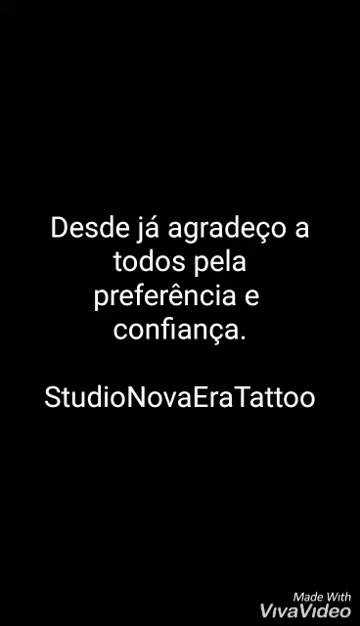 Desde já agradeço a
todos pela
preferência e
confiança.
StudioNovaEraTattoo
Made With
VivaVideo